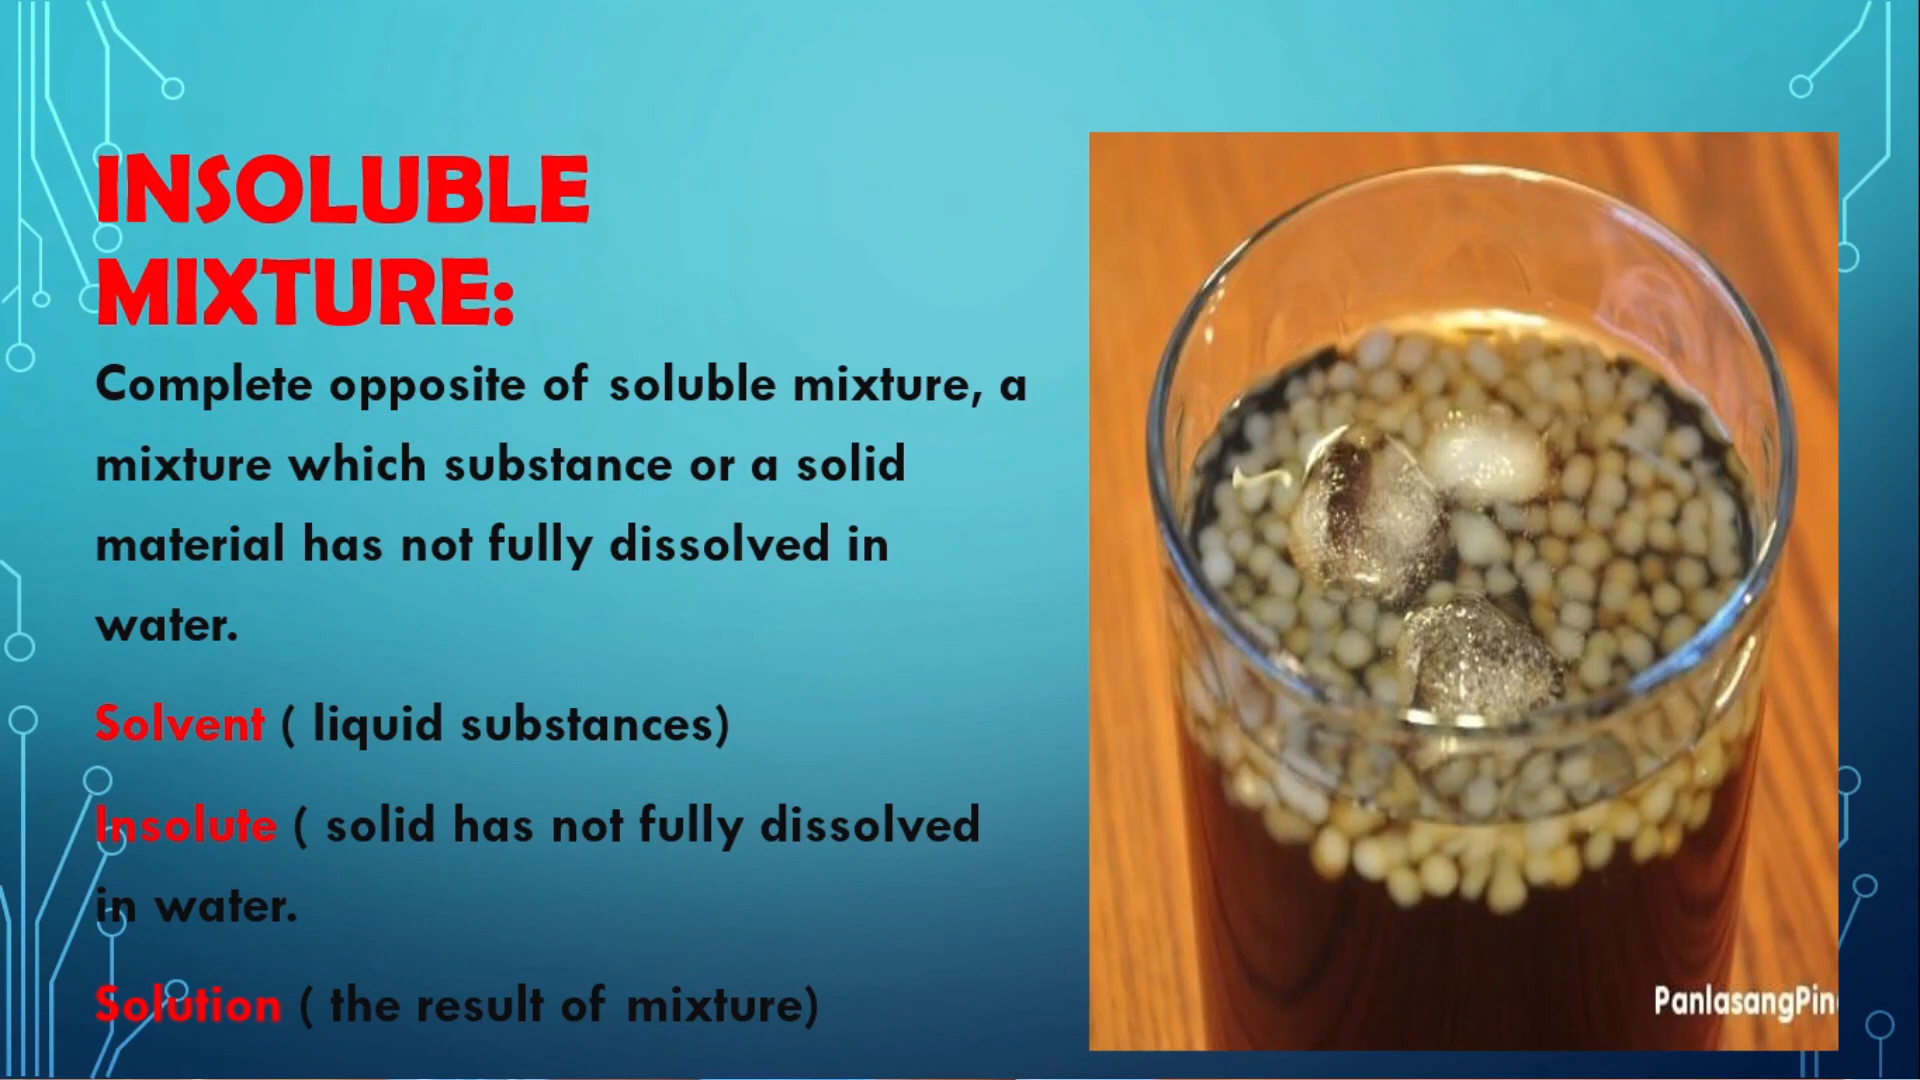 INSOLUBLE
MIXTURE:
Complete opposite of soluble mixture, a
mixture which substance or a solid
material has not fully dissolved in
water.
Solvent ( liquid substances)
Insolute ( solid has not fully dissolved
in water.
Solution ( the result of mixture)
PanlasangPin